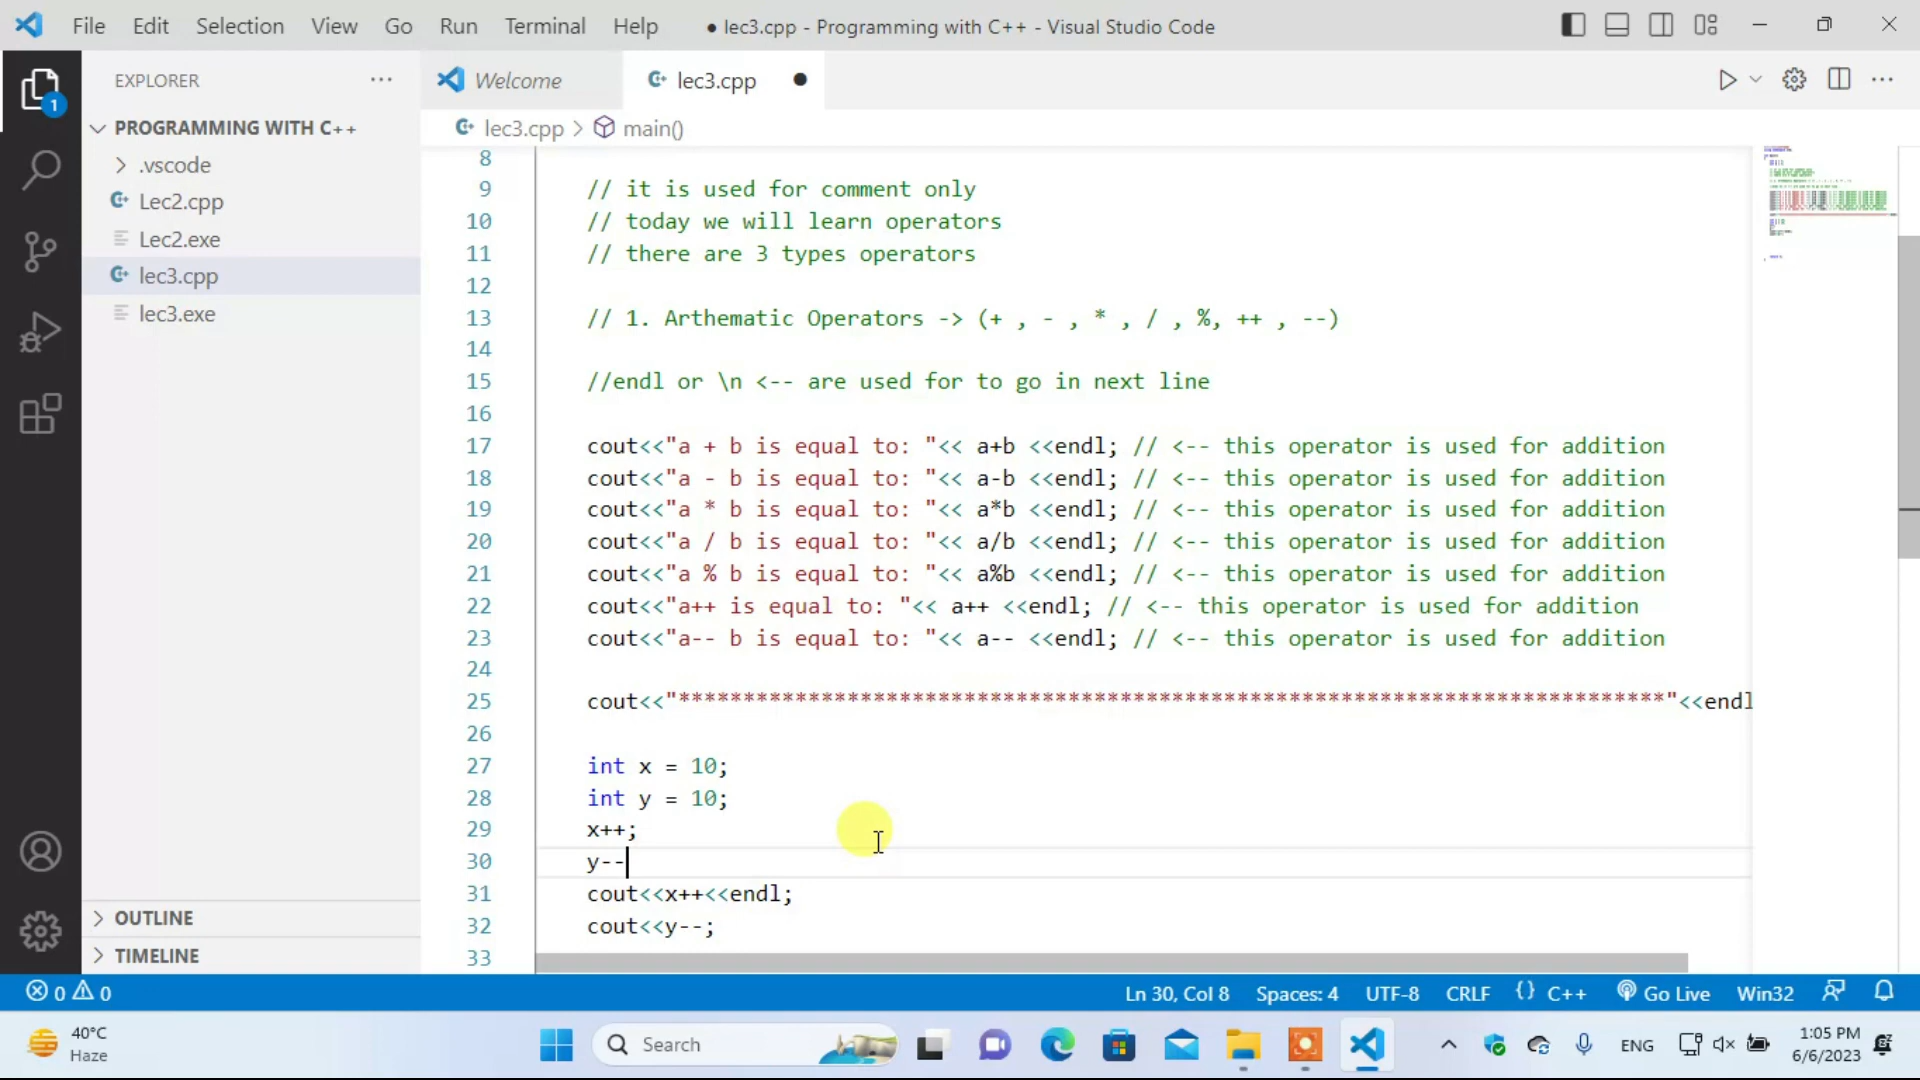 File Edit Selection View Go Run Terminal Help ● lec3.cpp - Programming with C++ - Visual Studio Code
EXPLORER ···
Welcome
lec3.cpp
PROGRAMMING WITH C++
lec3.cpp > main()
.vscode
Lec2.cpp
Lec2.exe
lec3.cpp
lec3.exe
1
8
9 // it is used for comment only
10 // today we will learn operators
11 // there are 3 types operators
12
13 // 1. Arthematic Operators -> (+ , - , * , / , %, ++ , --)
14
15 //endl or \n <-- are used for to go in next line
16
17 cout<<"a + b is equal to: "<< a+b <<endl; // <-- this operator is used for addition
18 cout<<"a - b is equal to: "<< a-b <<endl; // <-- this operator is used for addition
19 cout<<"a * b is equal to: "<< a*b <<endl; // <-- this operator is used for addition
20 cout<<"a / b is equal to: "<< a/b <<endl; // <-- this operator is used for addition
21 cout<<"a % b is equal to: "<< a%b <<endl; // <-- this operator is used for addition
22 cout<<"a++ is equal to: "<< a++ <<endl; // <-- this operator is used for addition
23 cout<<"a-- b is equal to: "<< a-- <<endl; // <-- this operator is used for addition
24
25 cout<<"****************************************************************************"<<endl
26
27 int x = 10;
28 int y = 10;
29 x++;
30 y--
31 cout<<x++<<endl;
32 cout<<y--;
33
OUTLINE
TIMELINE
0 0 Ln 30, Col 8 Spaces: 4 UTF-8 CRLF {} C++ Go Live Win32
40°C
Haze
Search
ENG
1:05 PM
6/6/2023